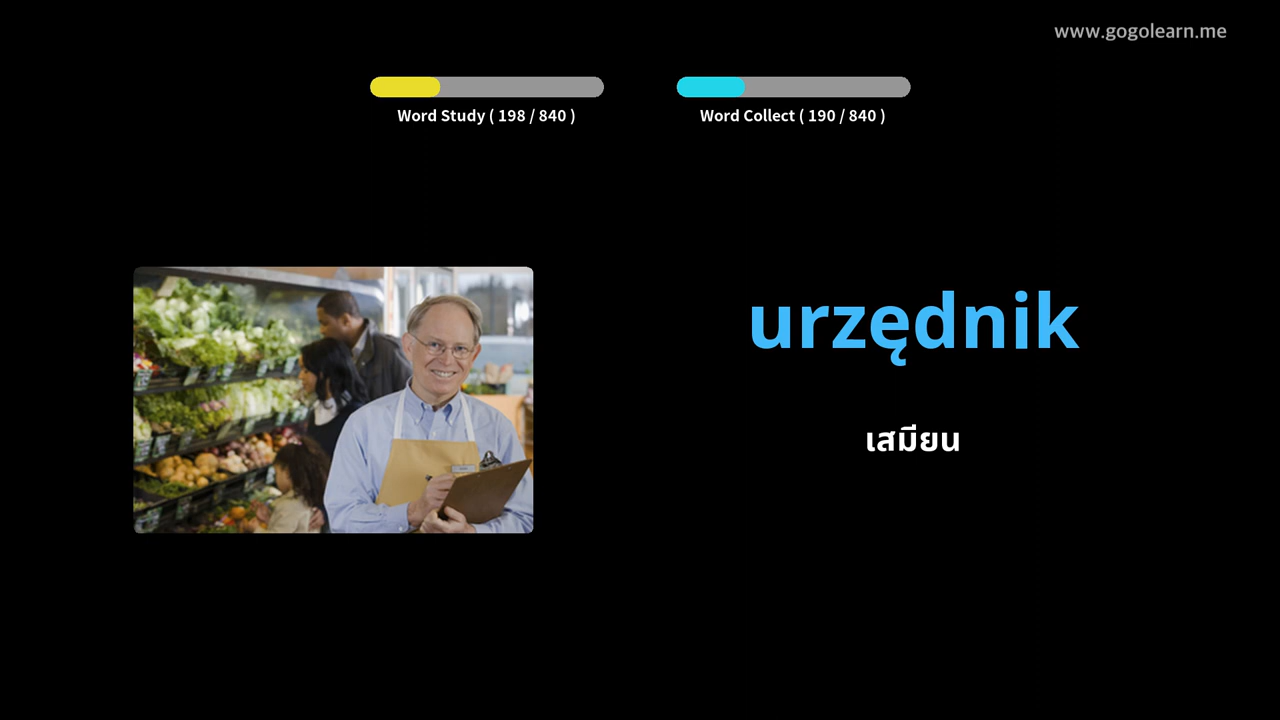 www.gogolearn.me
Word Study ( 198 / 840 )
Word Collect ( 190 / 840 )
urzędnik
เสมียน